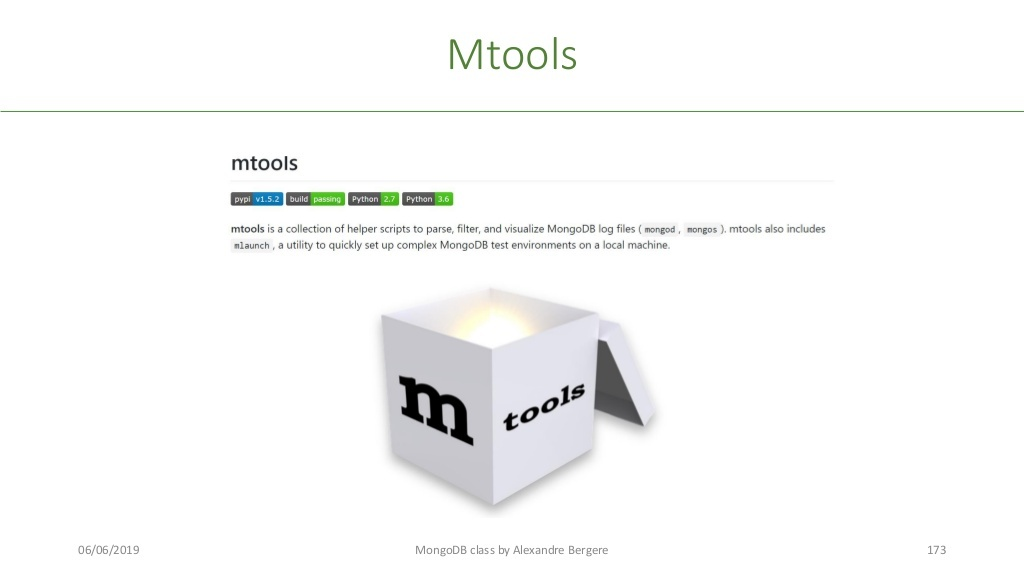 Mtools
mtools
pypi v1.5.2 build passing Python 2.7 Python 3.6
mtools is a collection of helper scripts to parse, filter, and visualize MongoDB log files ( mongod , mongos ). mtools also includes
mlaunch , a utility to quickly set up complex MongoDB test environments on a local machine.
m tools
06/06/2019 MongoDB class by Alexandre Bergere 173